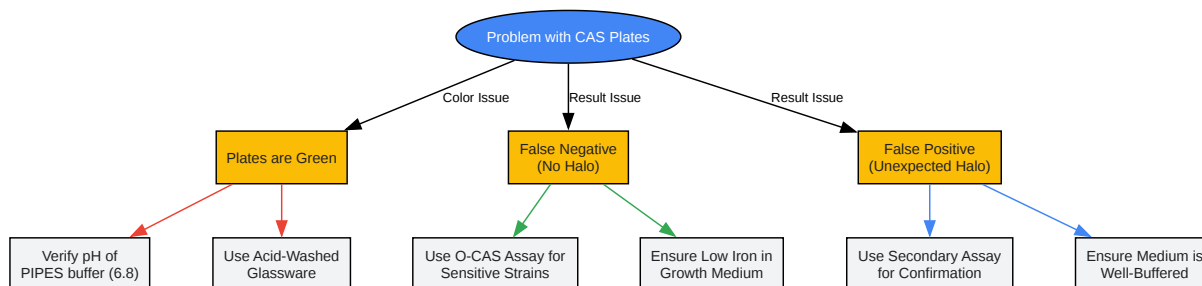 Problem with CAS Plates
Color Issue
Result Issue
Result Issue
Plates are Green
False Negative
(No Halo)
False Positive
(Unexpected Halo)
Verify pH of
PIPES buffer (6.8)
Use Acid-Washed
Glassware
Use O-CAS Assay for
Sensitive Strains
Ensure Low Iron in
Growth Medium
Use Secondary Assay
for Confirmation
Ensure Medium is
Well-Buffered